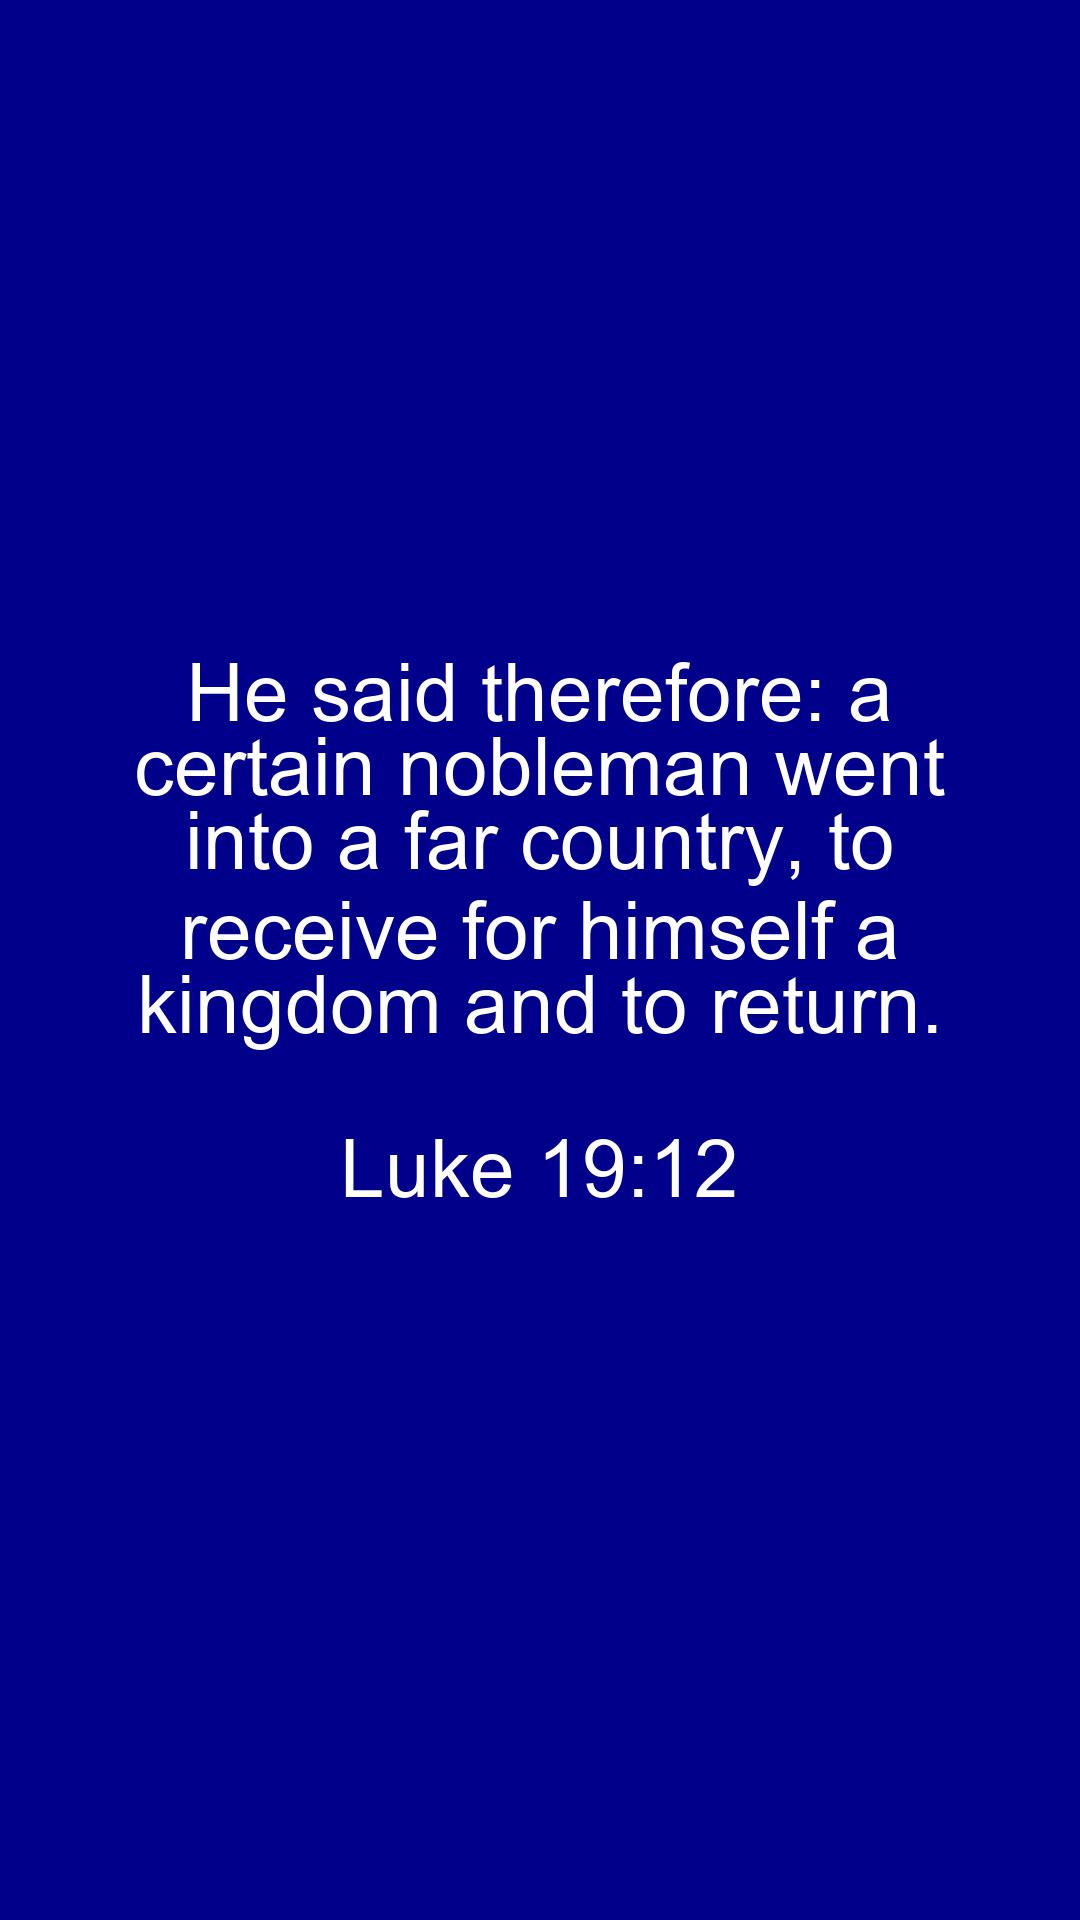 He said therefore: a
certain nobleman went
into a far country, to
receive for himself a
kingdom and to return.
Luke 19:12